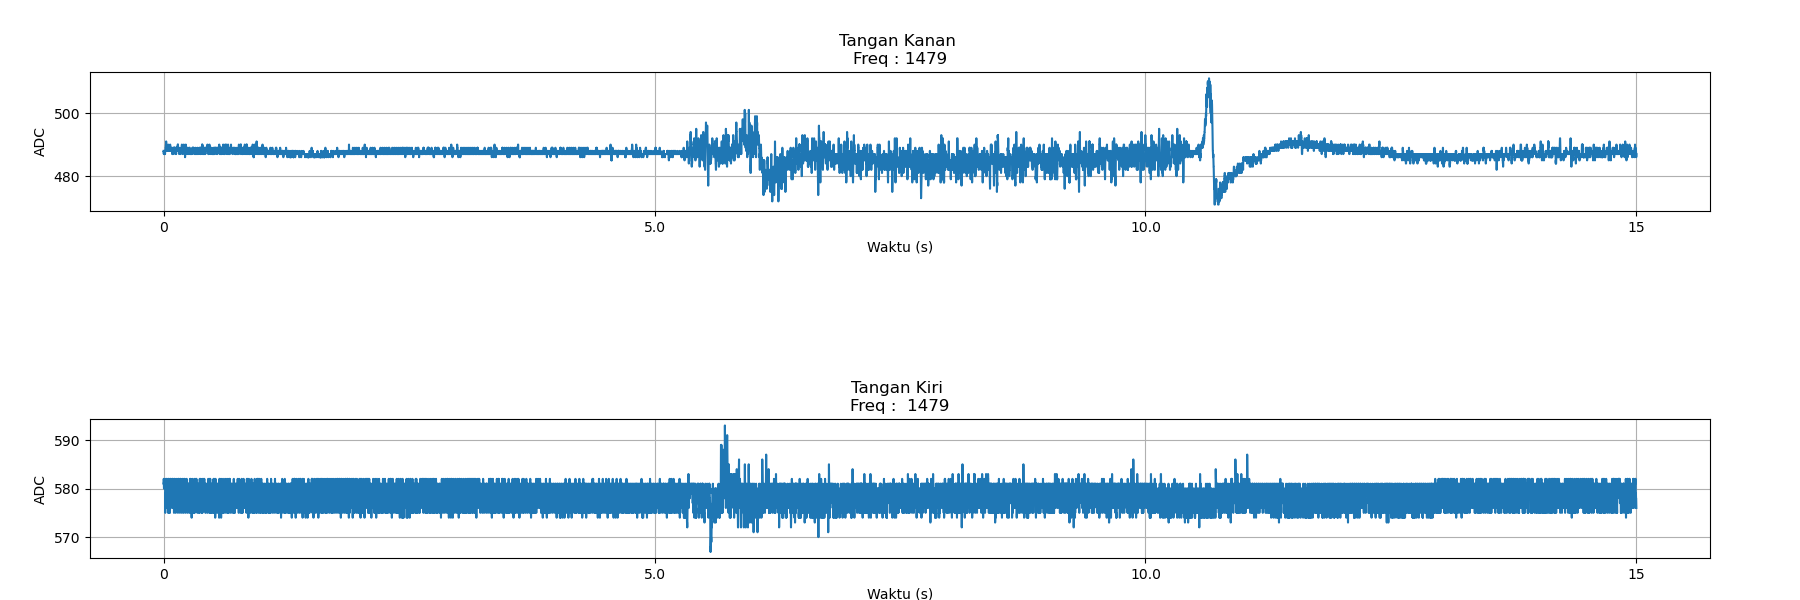 Tangan Kanan
Freq : 1479
500
480
ADC
0 5.0 10.0 15
Waktu (s)
Tangan Kiri
Freq :  1479
590
580
570
ADC
0 5.0 10.0 15
Waktu (s)